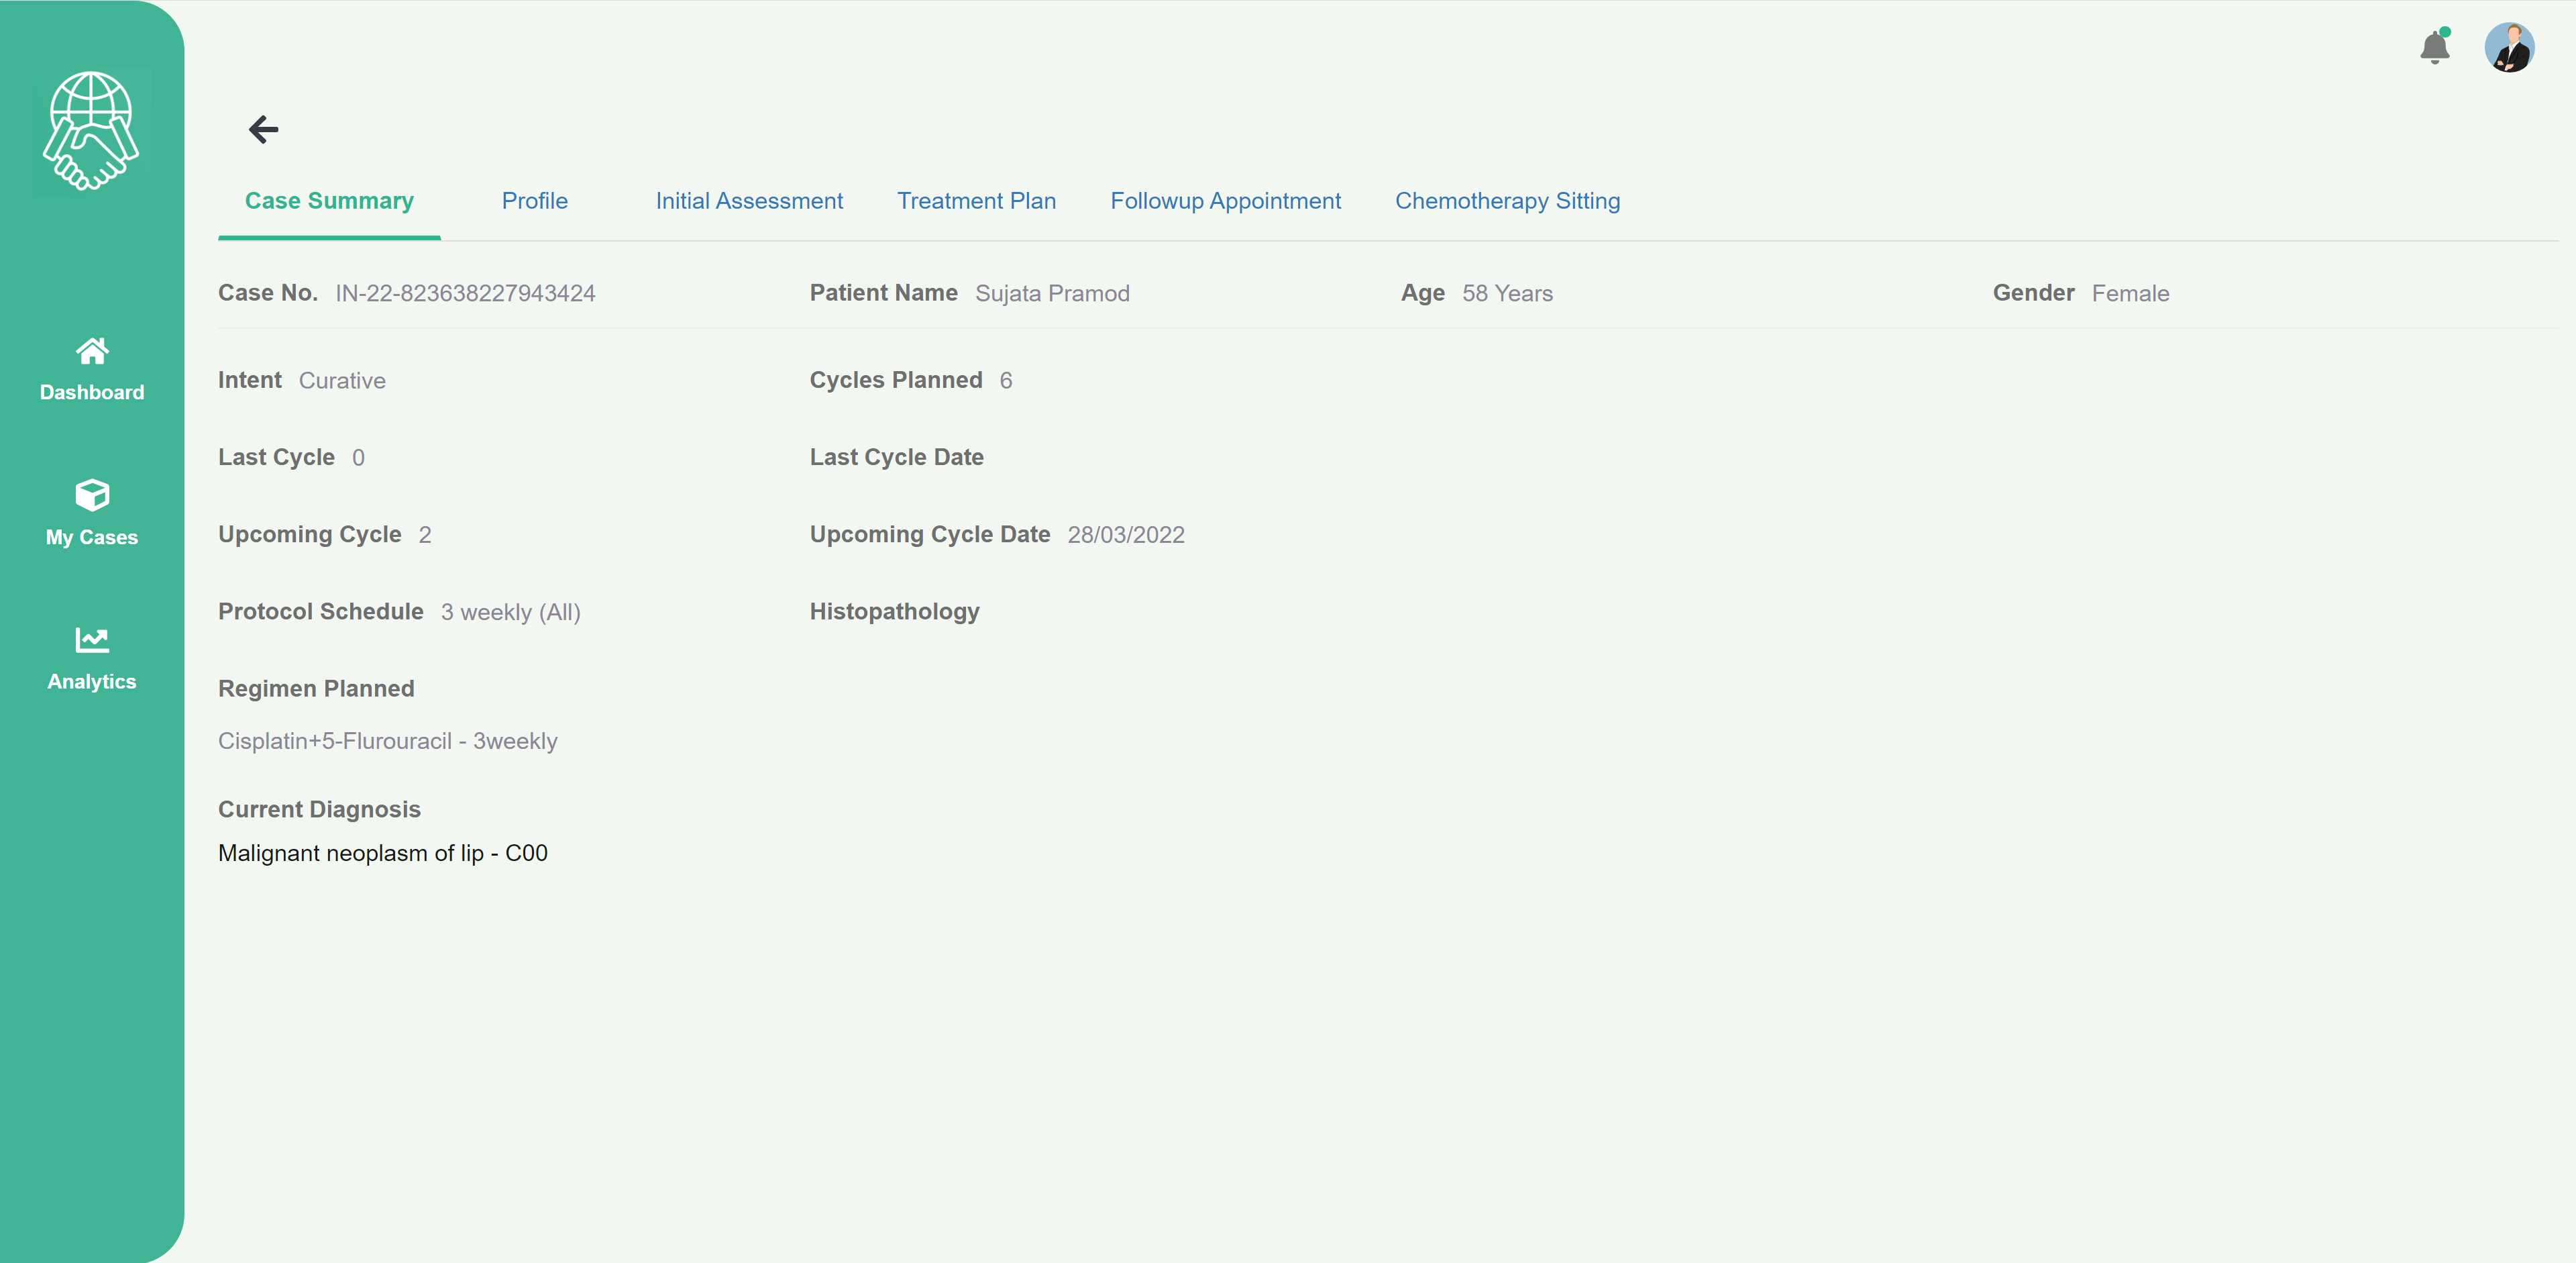 Case Summary Profile Initial Assessment Treatment Plan Followup Appointment Chemotherapy Sitting
Case No. IN-22-823638227943424 Patient Name Sujata Pramod Age 58 Years Gender Female
Intent Curative Cycles Planned 6
Last Cycle 0 Last Cycle Date
Upcoming Cycle 2 Upcoming Cycle Date 28/03/2022
Protocol Schedule 3 weekly (All) Histopathology
Regimen Planned
Cisplatin+5-Flurouracil - 3weekly
Current Diagnosis
Malignant neoplasm of lip - C00
Dashboard
My Cases
Analytics